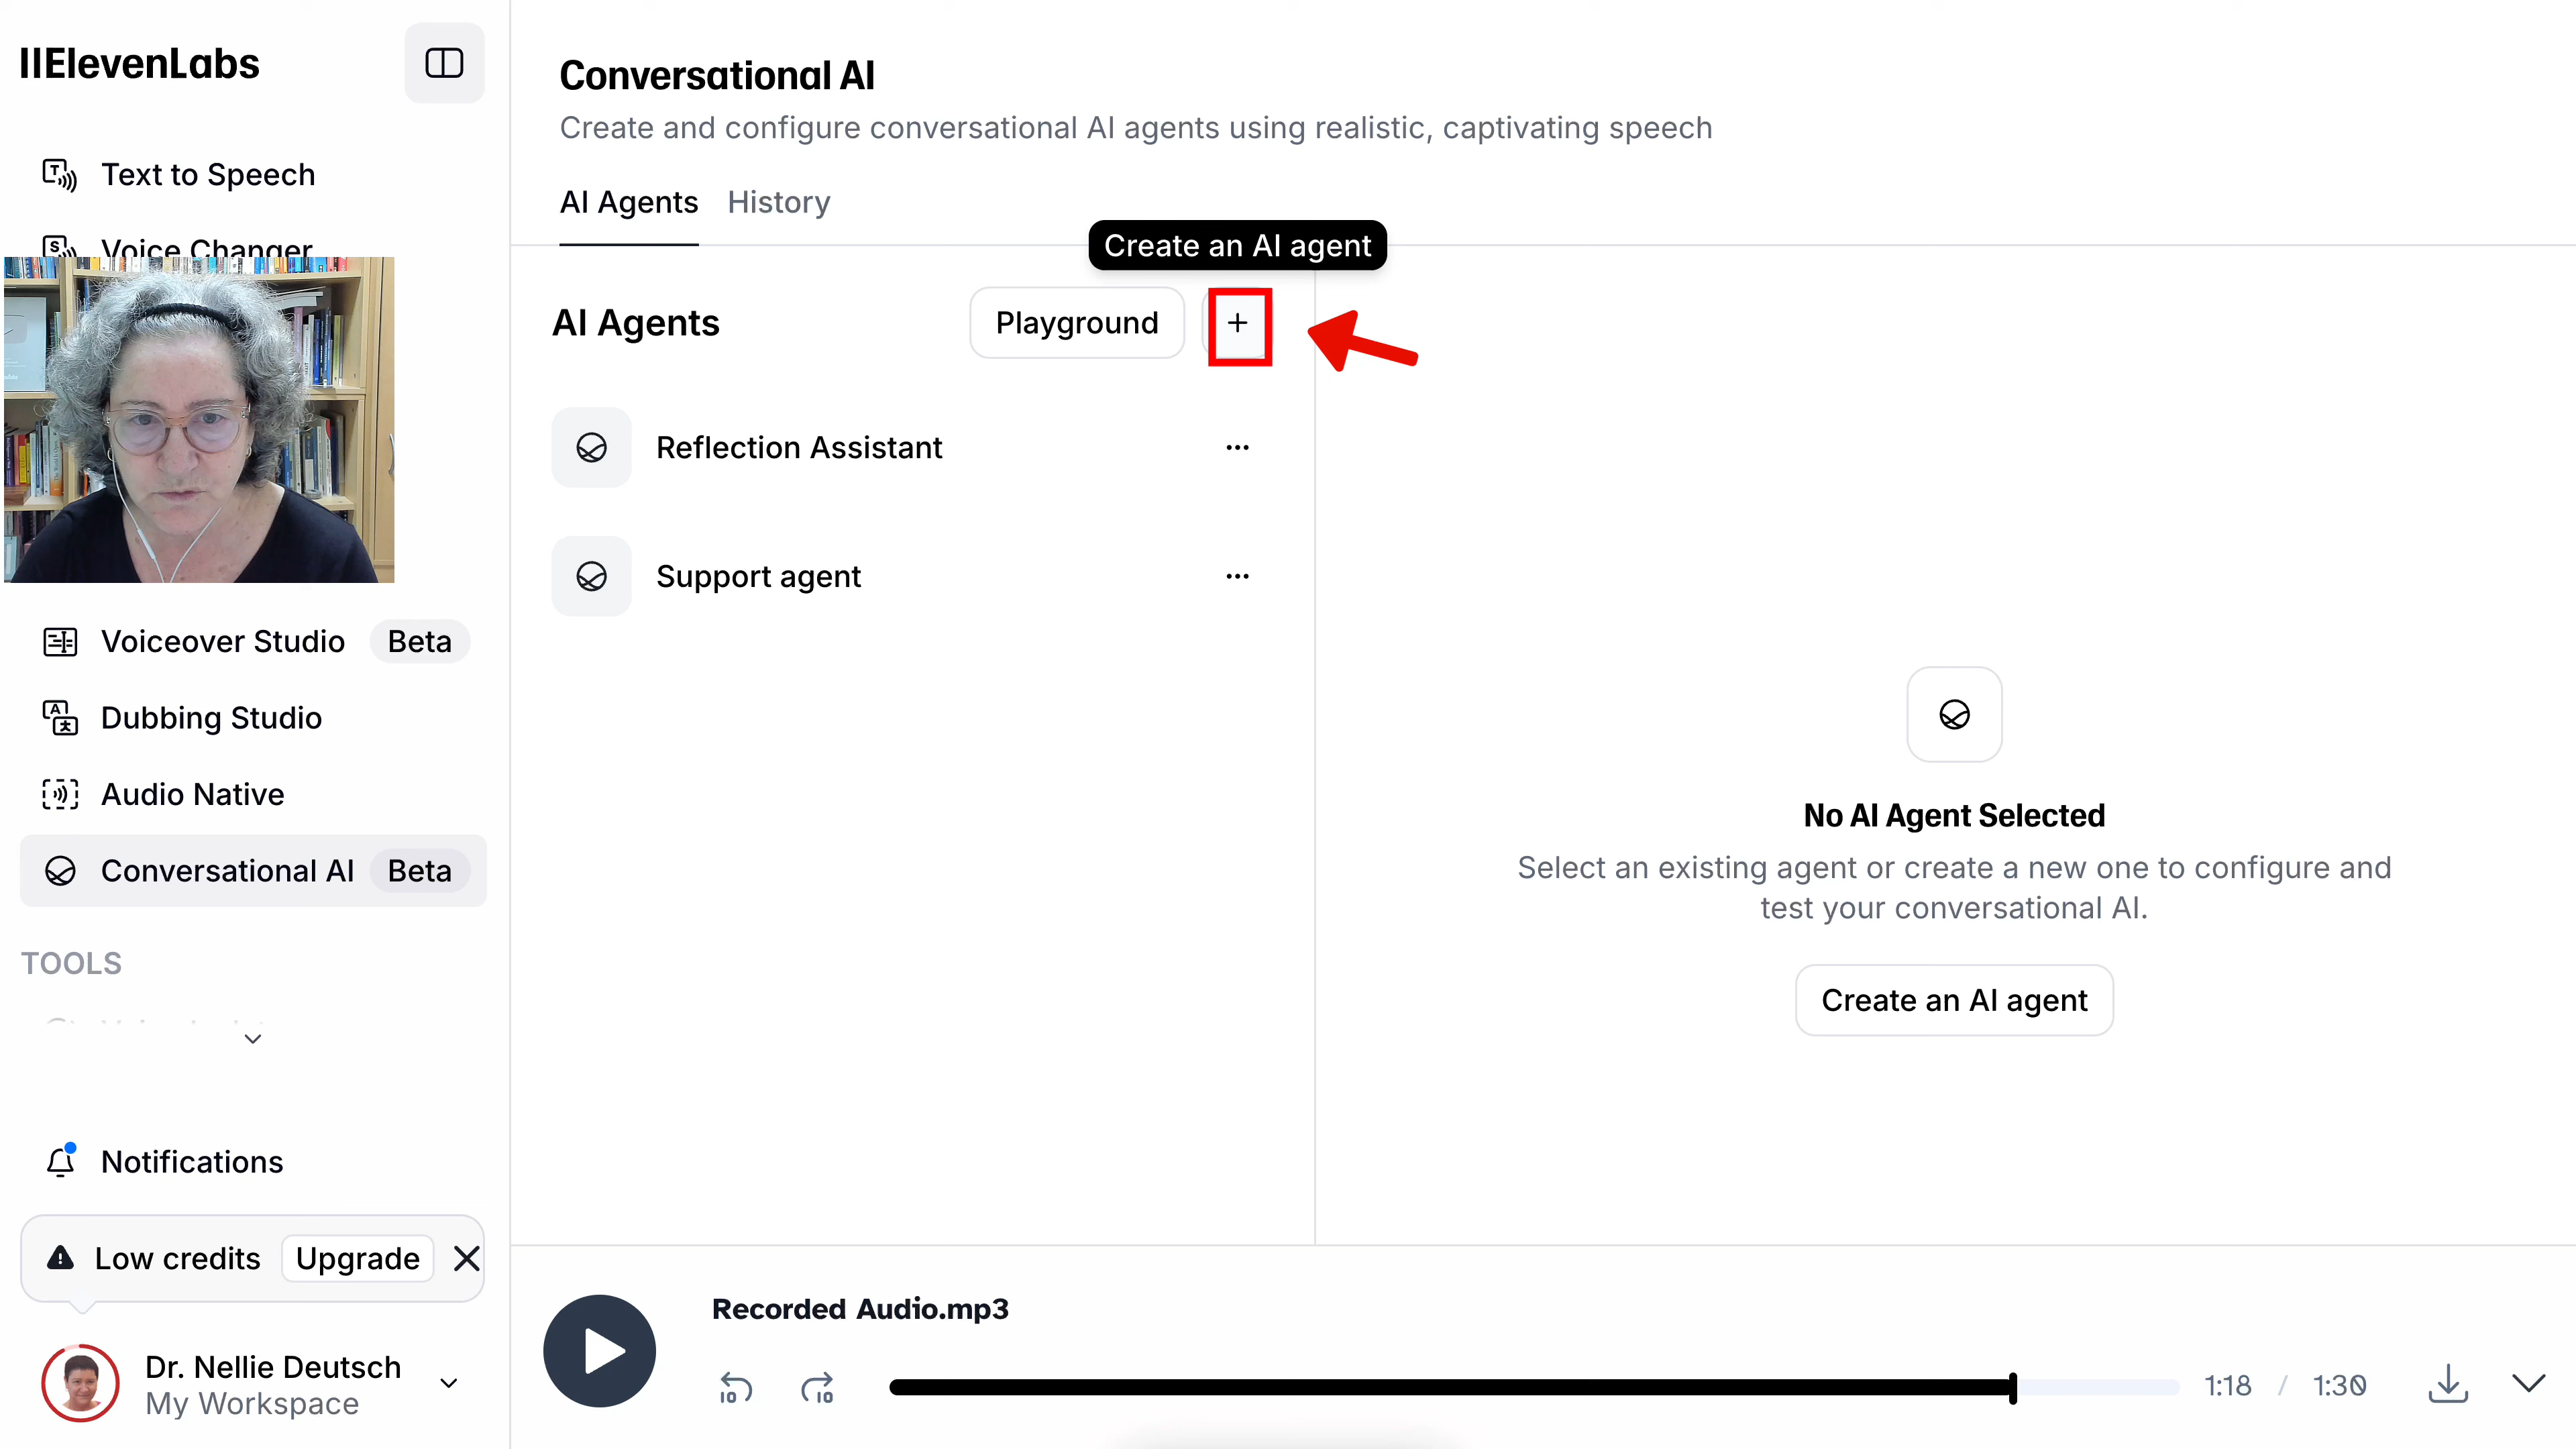 IIElevenLabs
Text to Speech
Voice Changer
Voiceover Studio Beta
Dubbing Studio
Audio Native
Conversational AI Beta
TOOLS
Notifications
Low credits Upgrade
Dr. Nellie Deutsch
My Workspace
Conversational AI
Create and configure conversational AI agents using realistic, captivating speech
AI Agents History
Create an AI agent
AI Agents Playground +
Reflection Assistant
Support agent
No AI Agent Selected
Select an existing agent or create a new one to configure and
test your conversational AI.
Create an AI agent
Recorded Audio.mp3
10 10 1:18 / 1:30